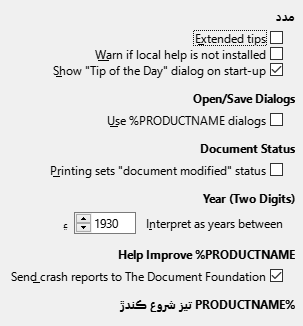 مدد
Extended tips
Warn if local help is not installed
Show "Tip of the Day" dialog on start-up
Open/Save Dialogs
Use %PRODUCTNAME dialogs
Document Status
Printing sets "document modified" status
Year (Two Digits)
Interpret as years between 1930 ۽
Help Improve %PRODUCTNAME
Send crash reports to The Document Foundation
%PRODUCTNAME تيز شروع ڪندڙ